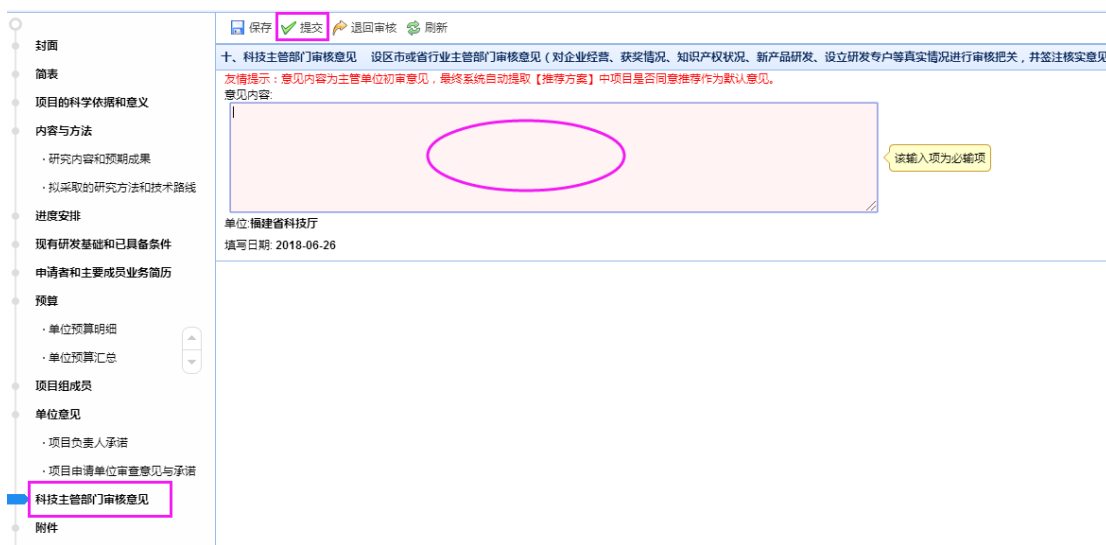 封面
简表
项目的科学依据和意义
内容与方法
·研究内容和预期成果
·拟采取的研究方法和技术路线
进度安排
现有研发基础和已具备条件
申请者和主要成员业务简历
预算
·单位预算明细
·单位预算汇总
项目组成员
单位意见
·项目负责人承诺
·项目申请单位审查意见与承诺
科技主管部门审核意见
附件
保存 提交 退回审核 刷新
十、科技主管部门审核意见 设区市或省行业主管部门审核意见（对企业经营、获奖情况、知识产权状况、新产品研发、设立研发专户等真实情况进行审核把关，并签注核实意见
友情提示：意见内容为主管单位初审意见，最终系统自动提取【推荐方案】中项目是否同意推荐作为默认意见。
意见内容:
该输入项为必输项
单位:福建省科技厅
填写日期: 2018-06-26